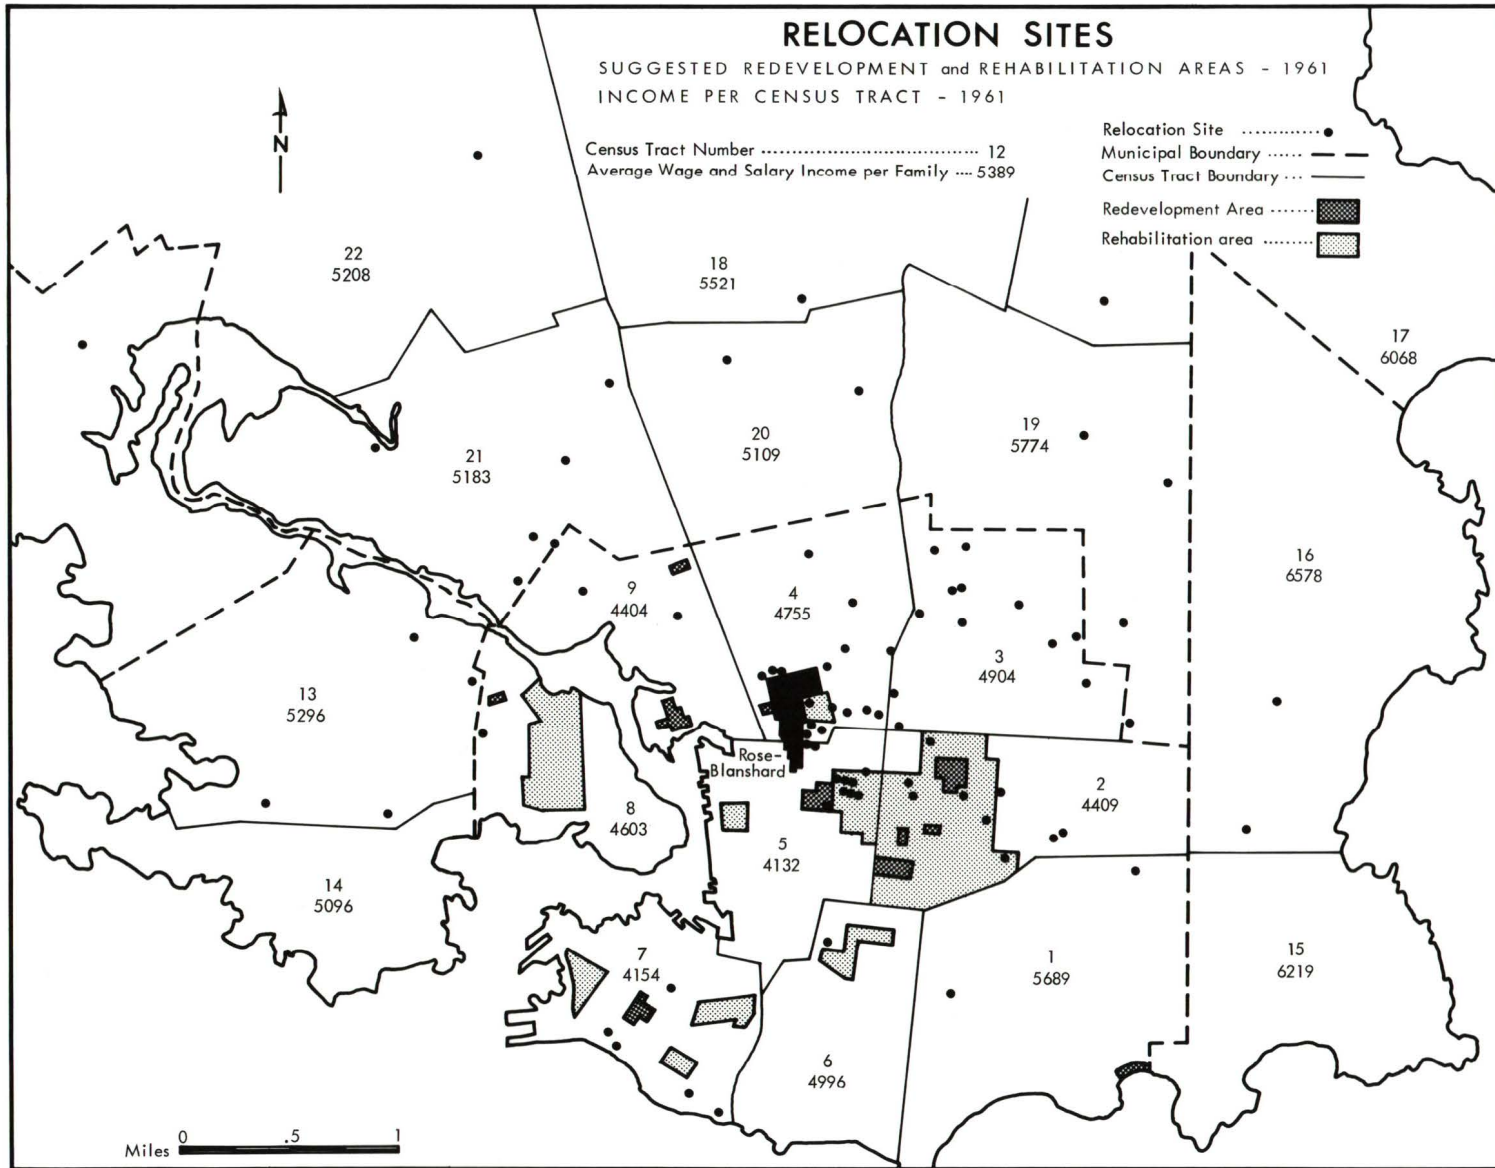 RELOCATION SITES
SUGGESTED REDEVELOPMENT and REHABILITATION AREAS - 1961
INCOME PER CENSUS TRACT - 1961
Census Tract Number ...................................... 12
Average Wage and Salary Income per Family .... 5389
Relocation Site ..............
Municipal Boundary ......
Census Tract Boundary ...
Redevelopment Area .......
Rehabilitation area ........
N
22
5208
18
5521
17
6068
21
5183
20
5109
19
5774
16
6578
9
4404
4
4755
3
4904
13
5296
Rose-
Blanshard
8
4603
5
4132
2
4409
14
5096
7
4154
1
5689
15
6219
6
4996
Miles 0 .5 1